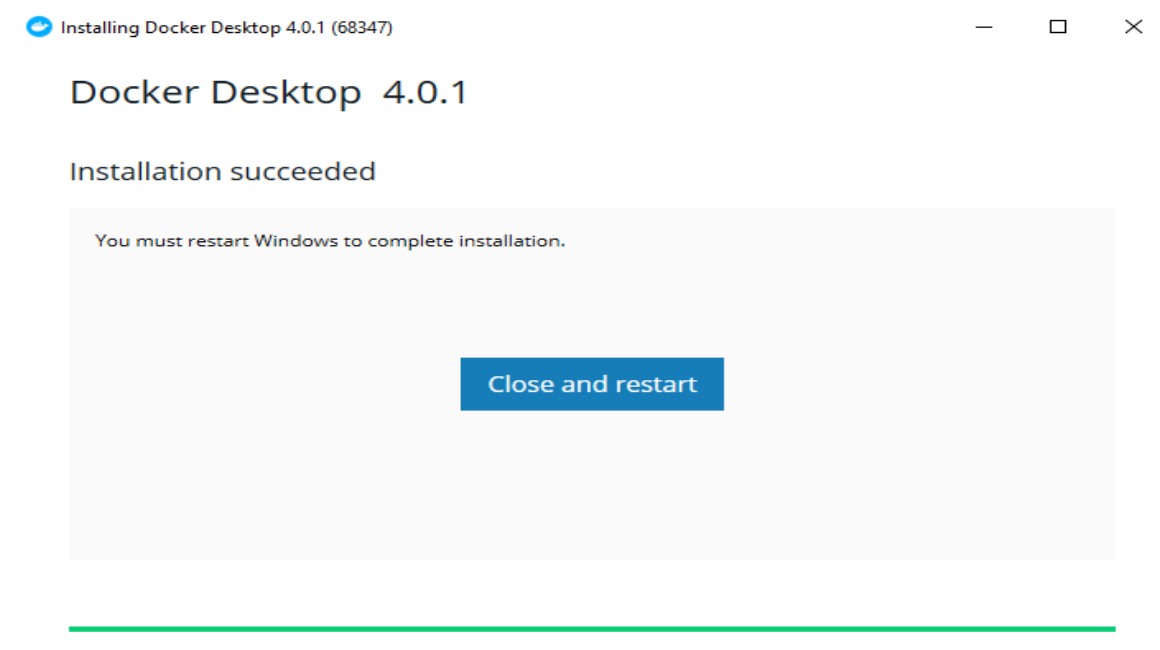 Installing Docker Desktop 4.0.1 (68347)
Docker Desktop 4.0.1
Installation succeeded
You must restart Windows to complete installation.
Close and restart